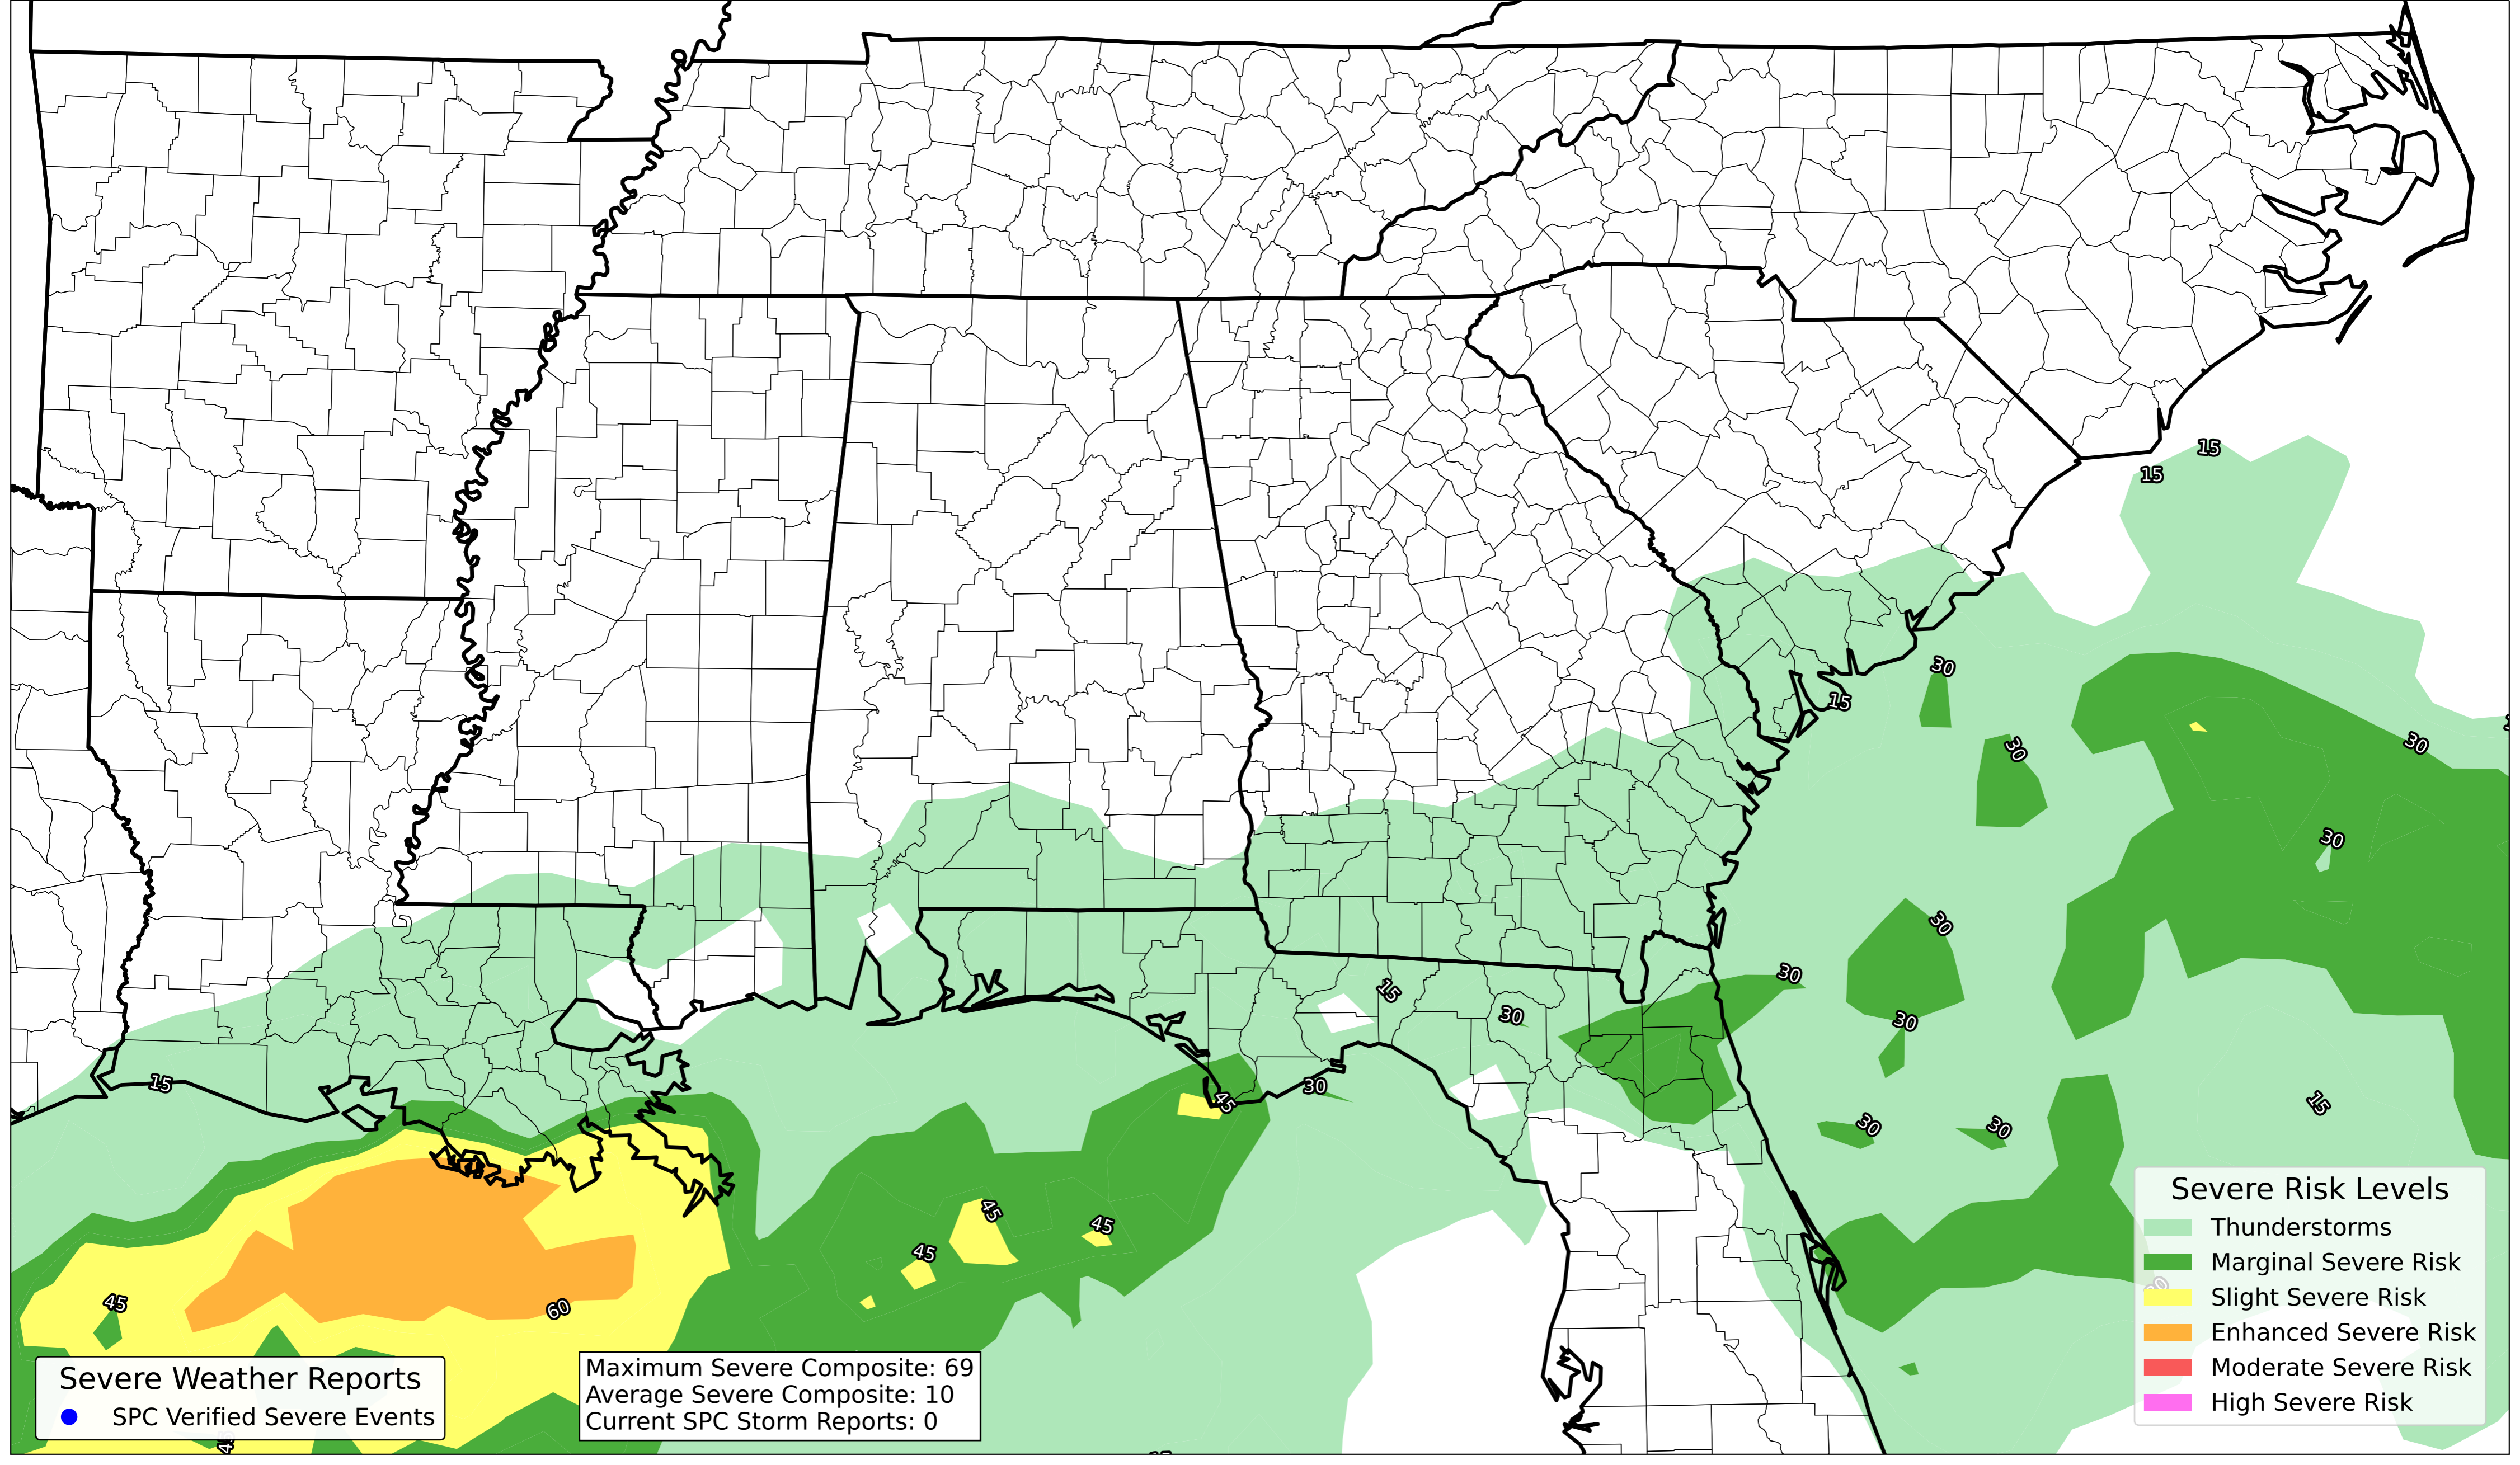 15
15
30
15
30
30
30
30
30
30
15
30
30
15
30
45
30
30
15
45
45
45
45
60
Severe Risk Levels
Thunderstorms
Marginal Severe Risk
Slight Severe Risk
Enhanced Severe Risk
Moderate Severe Risk
High Severe Risk
Severe Weather Reports
SPC Verified Severe Events
Maximum Severe Composite: 69
Average Severe Composite: 10
Current SPC Storm Reports: 0